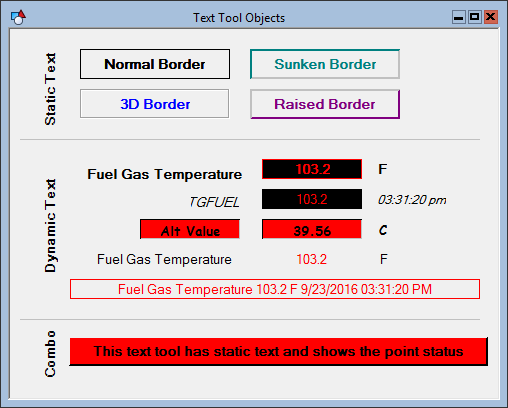 Text Tool Objects
Static Text
Normal Border Sunken Border
3D Border Raised Border
Dynamic Text
Fuel Gas Temperature 103.2 F
TGFUEL 103.2 03:31:20 pm
Alt Value 39.56 C
Fuel Gas Temperature 103.2 F
Fuel Gas Temperature 103.2 F 9/23/2016 03:31:20 PM
Combo
This text tool has static text and shows the point status